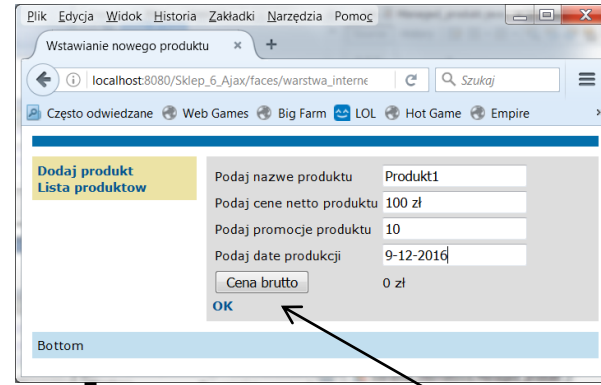 Plik Edycja Widok Historia Zakładki Narzędzia Pomoc
Wstawianie nowego produktu × +
localhost:8080/Sklep_6_Ajax/faces/warstwa_interne Szukaj
Często odwiedzane Web Games Big Farm LOL Hot Game Empire »
Dodaj produkt
Lista produktow
Podaj nazwe produktu Produkt1
Podaj cene netto produktu 100 zł
Podaj promocje produktu 10
Podaj date produkcji 9-12-2016
Cena brutto 0 zł
OK
Bottom